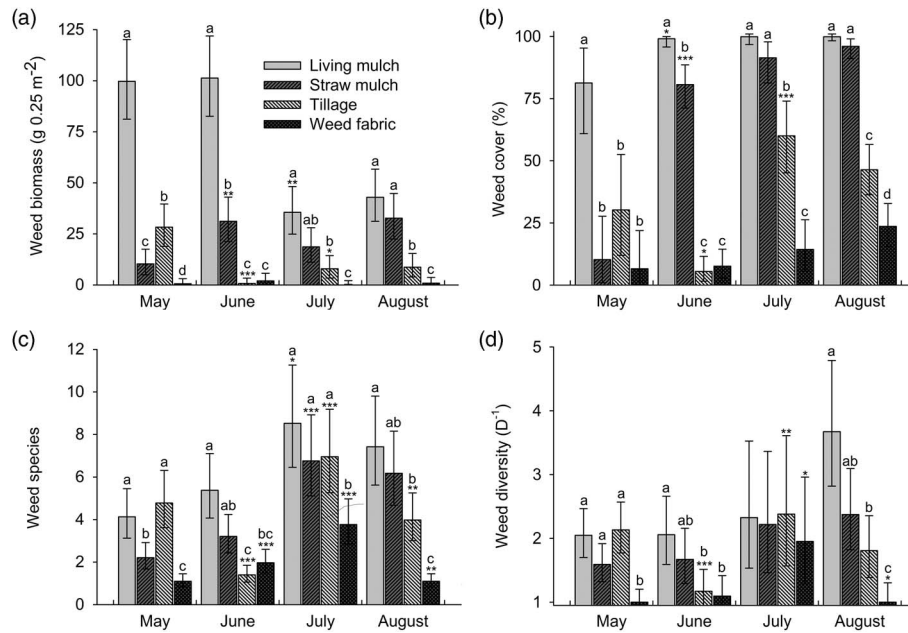 (a)
Weed biomass (g 0.25 m⁻²)
125
100
75
50
25
0
a a a a
b ** ** ab a
c b c *** c b * c b c
d
Living mulch
Straw mulch
Tillage
Weed fabric
May June July August
(b)
Weed cover (%)
100
75
50
25
0
a a * b *** a a b *** a a
b b b c * c c c d
May June July August
(c)
Weed species
12
10
8
6
4
2
0
a b a c
a ab c *** bc ***
a * a *** a *** b ***
a ab b ** c **
May June July August
(d)
Weed diversity (D⁻¹)
5
4
3
2
1
a a a b
a ab b *** b
** *
a ab b c *
May June July August